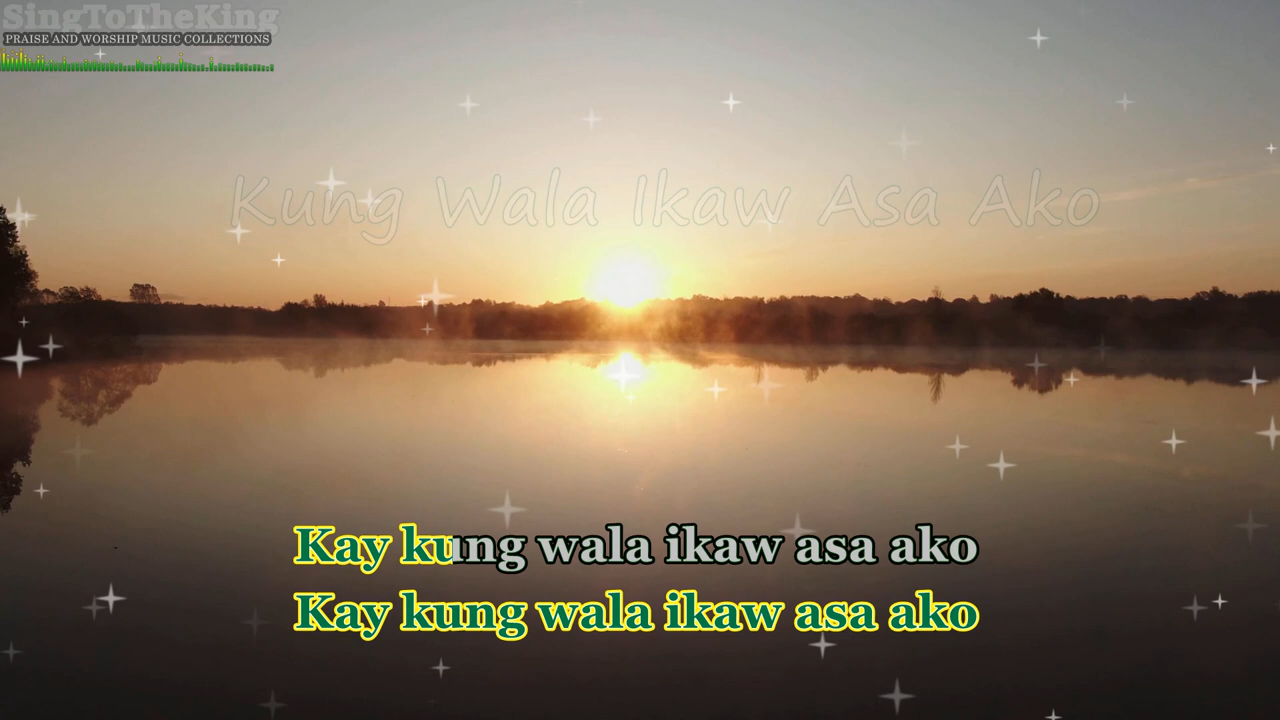 SingToTheKing
PRAISE AND WORSHIP MUSIC COLLECTIONS
Kung Wala Ikaw Asa Ako
Kay kung wala ikaw asa ako
Kay kung wala ikaw asa ako